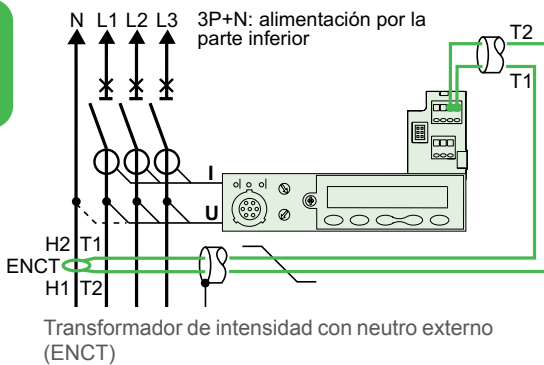 N L1 L2 L3
3P+N: alimentación por la
parte inferior
T2
T1
I
U
H2 T1
ENCT
H1 T2
Transformador de intensidad con neutro externo
(ENCT)